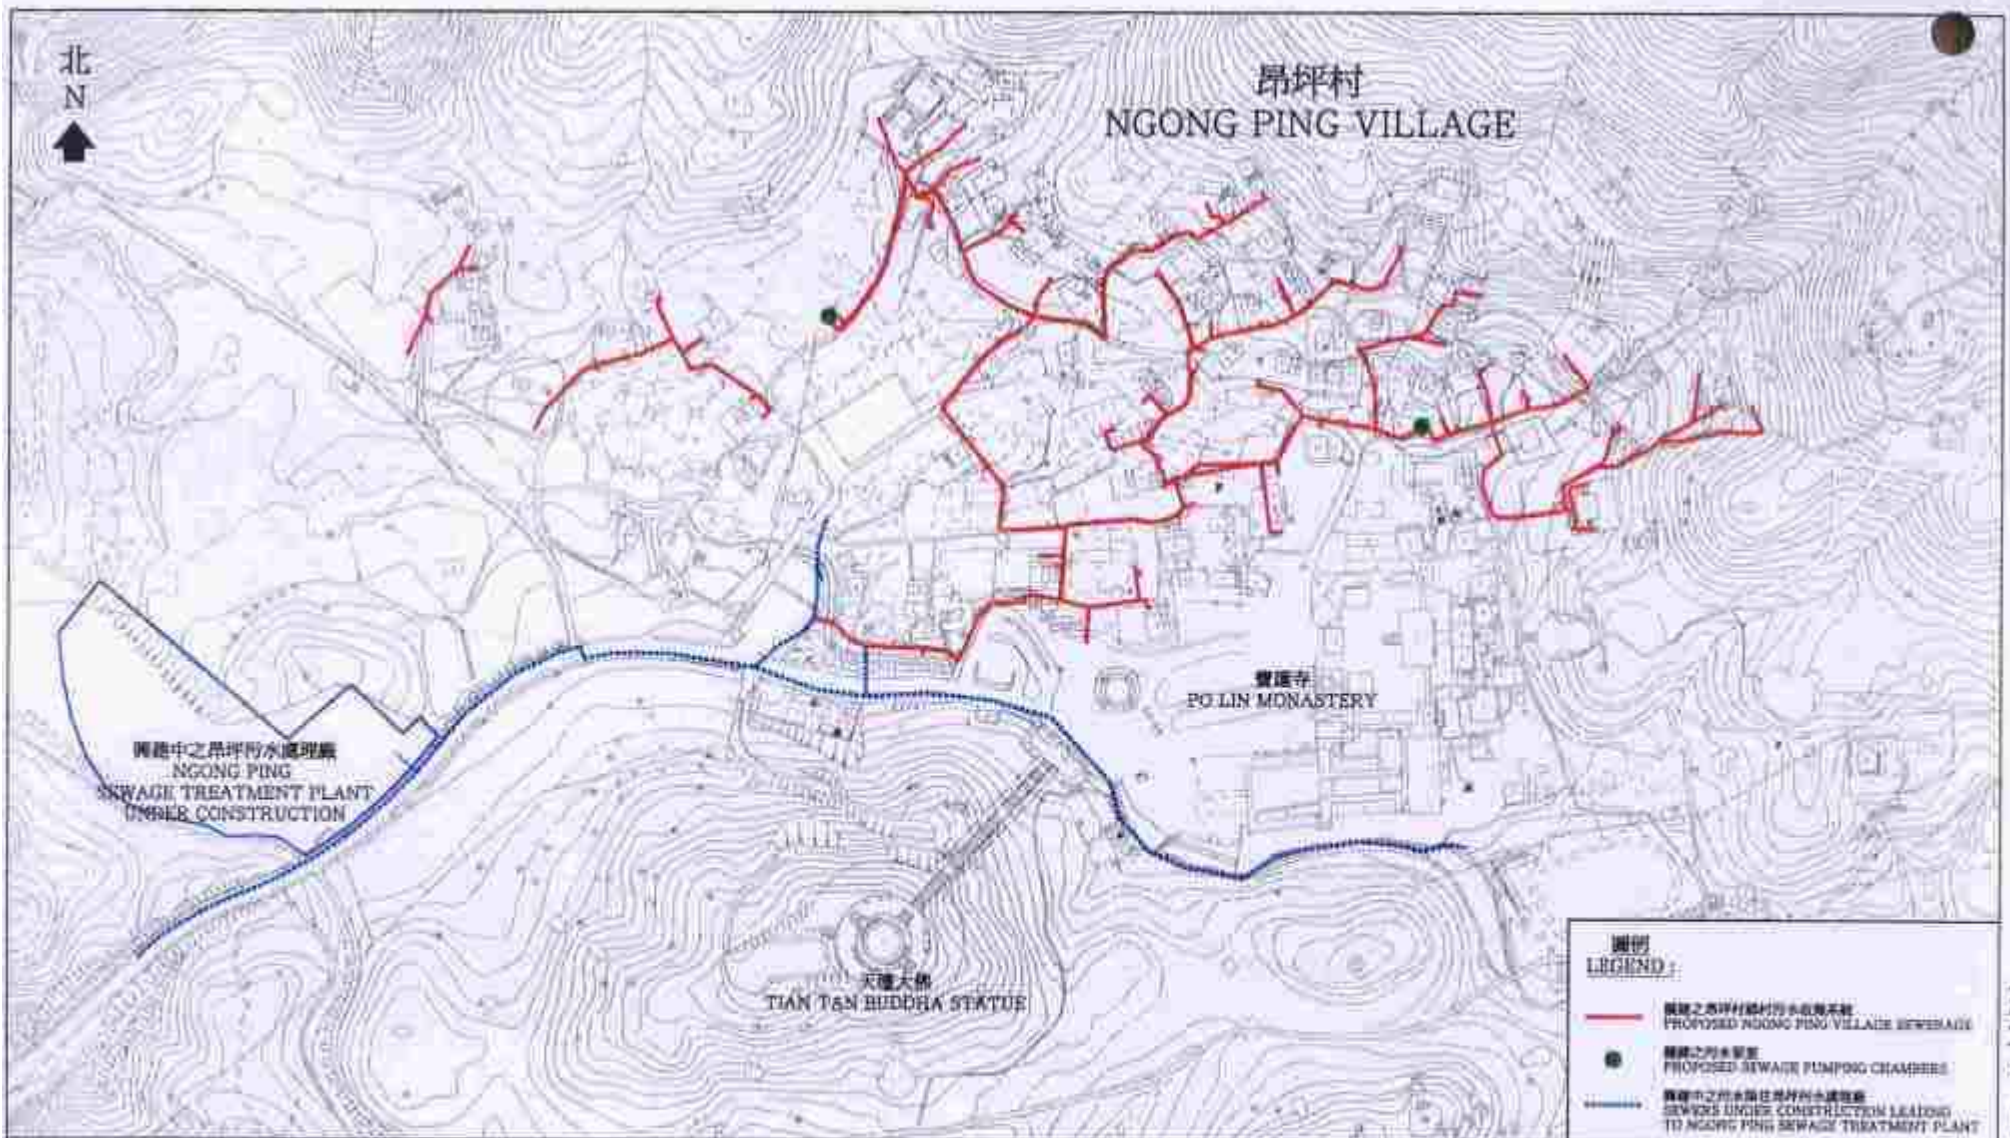 北
N
昂坪村
NGONG PING VILLAGE
寶蓮寺
PO LIN MONASTERY
興建中之昂坪污水處理廠
NGONG PING
SEWAGE TREATMENT PLANT
UNDER CONSTRUCTION
天壇大佛
TIAN TAN BUDDHA STATUE
圖例
LEGEND :
PROPOSED NGONG PING VILLAGE SEWERAGE
PROPOSED SEWAGE PUMPING CHAMBERS
SEWERS UNDER CONSTRUCTION LEADING
TO NGONG PING SEWAGE TREATMENT PLANT